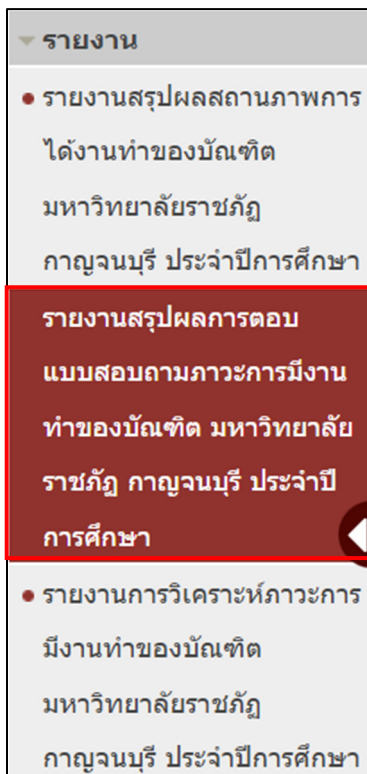 รายงาน
รายงานสรุปผลสถานภาพการ
ได้งานทำของบัณฑิต
มหาวิทยาลัยราชภัฏ
กาญจนบุรี ประจำปีการศึกษา
รายงานสรุปผลการตอบ
แบบสอบถามภาวะการมีงาน
ทำของบัณฑิต มหาวิทยาลัย
ราชภัฏ กาญจนบุรี ประจำปี
การศึกษา
รายงานการวิเคราะห์ภาวะการ
มีงานทำของบัณฑิต
มหาวิทยาลัยราชภัฏ
กาญจนบุรี ประจำปีการศึกษา